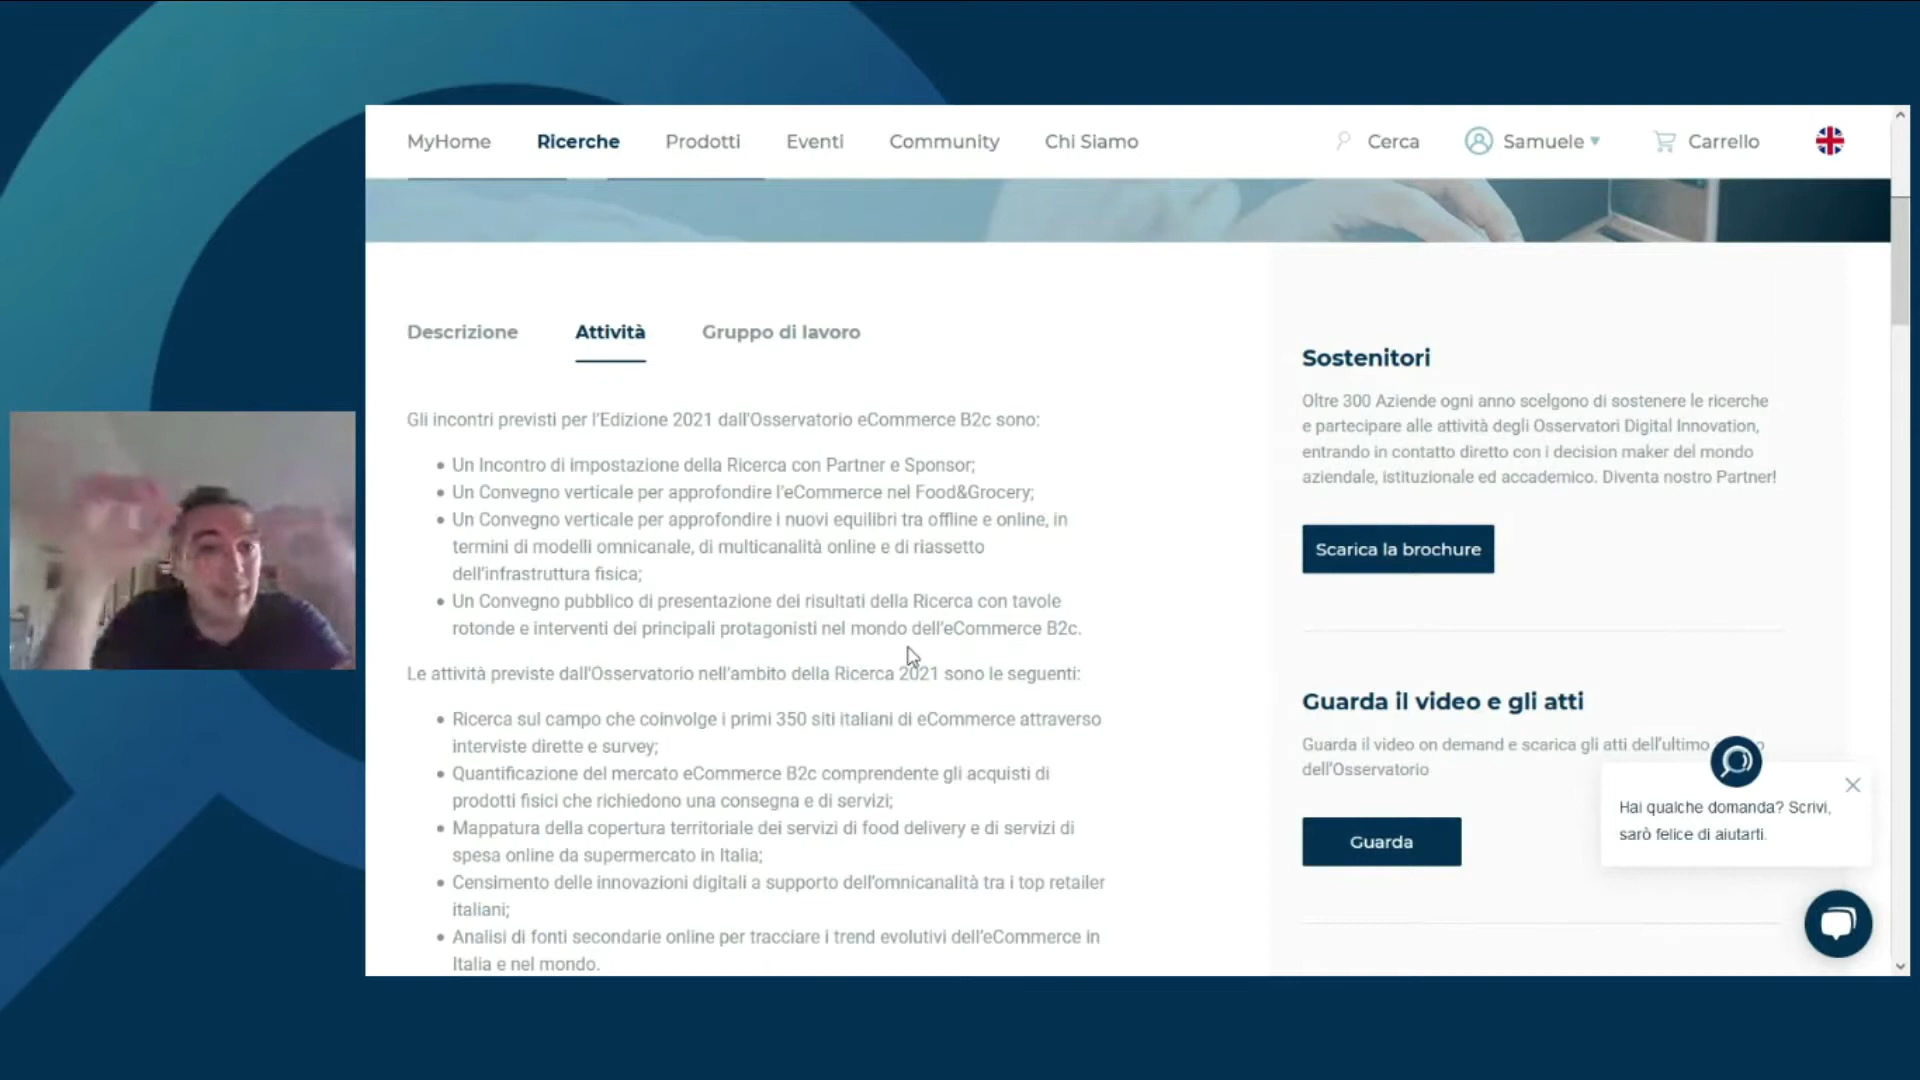 MyHome Ricerche Prodotti Eventi Community Chi Siamo Cerca Samuele Carrello
Descrizione Attività Gruppo di lavoro
Gli incontri previsti per l'Edizione 2021 dall'Osservatorio eCommerce B2c sono:
• Un Incontro di impostazione della Ricerca con Partner e Sponsor;
• Un Convegno verticale per approfondire l'eCommerce nel Food&Grocery;
• Un Convegno verticale per approfondire i nuovi equilibri tra offline e online, in
termini di modelli omnicanale, di multicanalità online e di riassetto
dell'infrastruttura fisica;
• Un Convegno pubblico di presentazione dei risultati della Ricerca con tavole
rotonde e interventi dei principali protagonisti nel mondo dell'eCommerce B2c.
Le attività previste dall'Osservatorio nell'ambito della Ricerca 2021 sono le seguenti:
• Ricerca sul campo che coinvolge i primi 350 siti italiani di eCommerce attraverso
interviste dirette e survey;
• Quantificazione del mercato eCommerce B2c comprendente gli acquisti di
prodotti fisici che richiedono una consegna e di servizi;
• Mappatura della copertura territoriale dei servizi di food delivery e di servizi di
spesa online da supermercato in Italia;
• Censimento delle innovazioni digitali a supporto dell'omnicanalità tra i top retailer
italiani;
• Analisi di fonti secondarie online per tracciare i trend evolutivi dell'eCommerce in
Italia e nel mondo.
Sostenitori
Oltre 300 Aziende ogni anno scelgono di sostenere le ricerche
e partecipare alle attività degli Osservatori Digital Innovation,
entrando in contatto diretto con i decision maker del mondo
aziendale, istituzionale ed accademico. Diventa nostro Partner!
Scarica la brochure
Guarda il video e gli atti
Guarda il video on demand e scarica gli atti dell'ultimo
dell'Osservatorio
Guarda
Hai qualche domanda? Scrivi,
sarò felice di aiutarti.